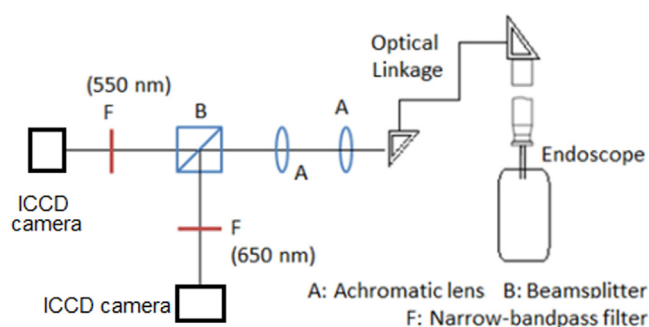 Optical
Linkage
(550 nm)
F
B
A
A
Endoscope
ICCD
camera
F
(650 nm)
ICCD camera
A: Achromatic lens B: Beamsplitter
F: Narrow-bandpass filter